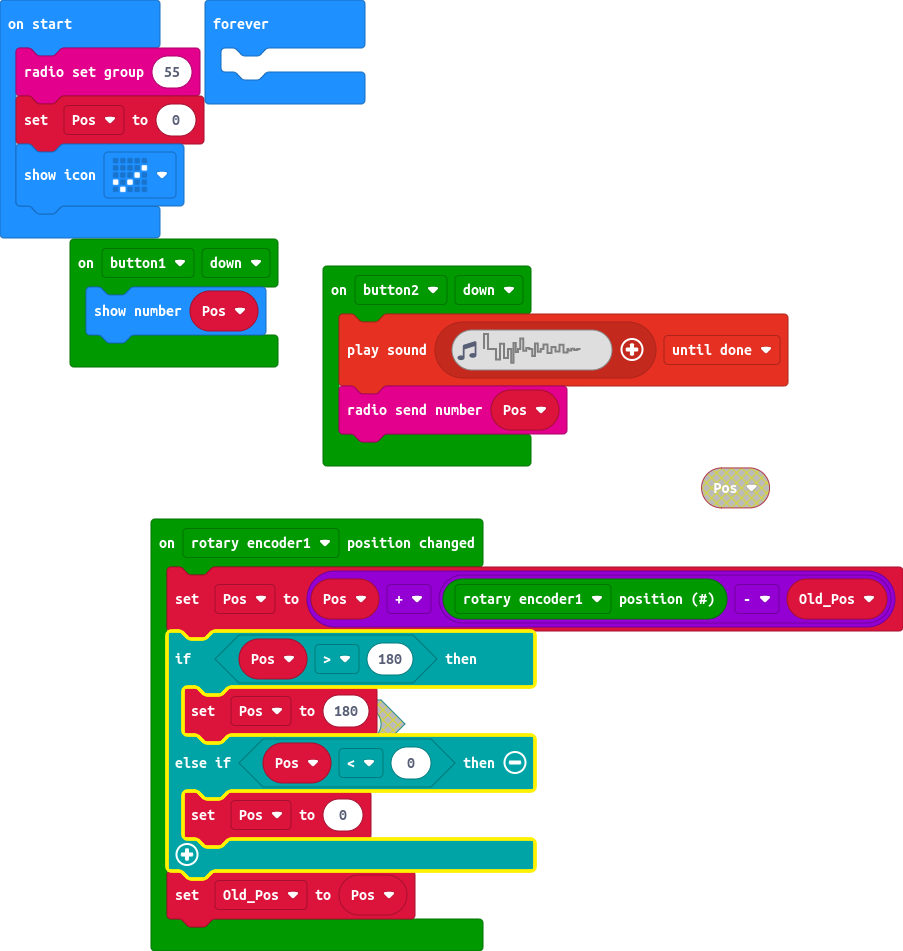 on start
radio set group 55
set Pos to 0
show icon
forever
on button1 down
show number Pos
on button2 down
play sound until done
radio send number Pos
Pos
on rotary encoder1 position changed
set Pos to Pos + rotary encoder1 position (#) - Old_Pos
if Pos > 180 then
set Pos to 180
else if Pos < 0 then
set Pos to 0
set Old_Pos to Pos